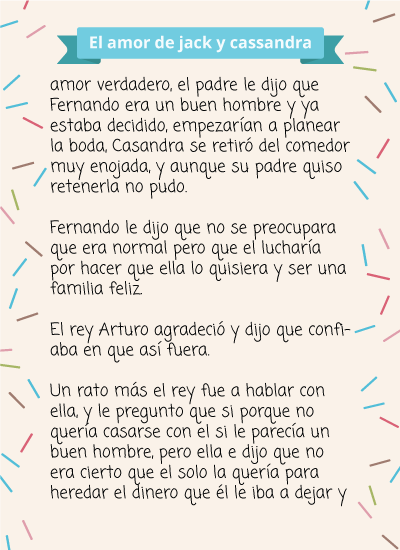 El amor de jack y cassandra
amor verdadero, el padre le dijo que
Fernando era un buen hombre y ya
estaba decidido, empezarían a planear
la boda, Casandra se retiró del comedor
muy enojada, y aunque su padre quiso
retenerla no pudo.
Fernando le dijo que no se preocupara
que era normal pero que el lucharía
por hacer que ella lo quisiera y ser una
familia feliz.
El rey Arturo agradeció y dijo que confi-
aba en que así fuera.
Un rato más el rey fue a hablar con
ella, y le pregunto que si porque no
quería casarse con el si le parecía un
buen hombre, pero ella e dijo que no
era cierto que el solo la quería para
heredar el dinero que él le iba a dejar y